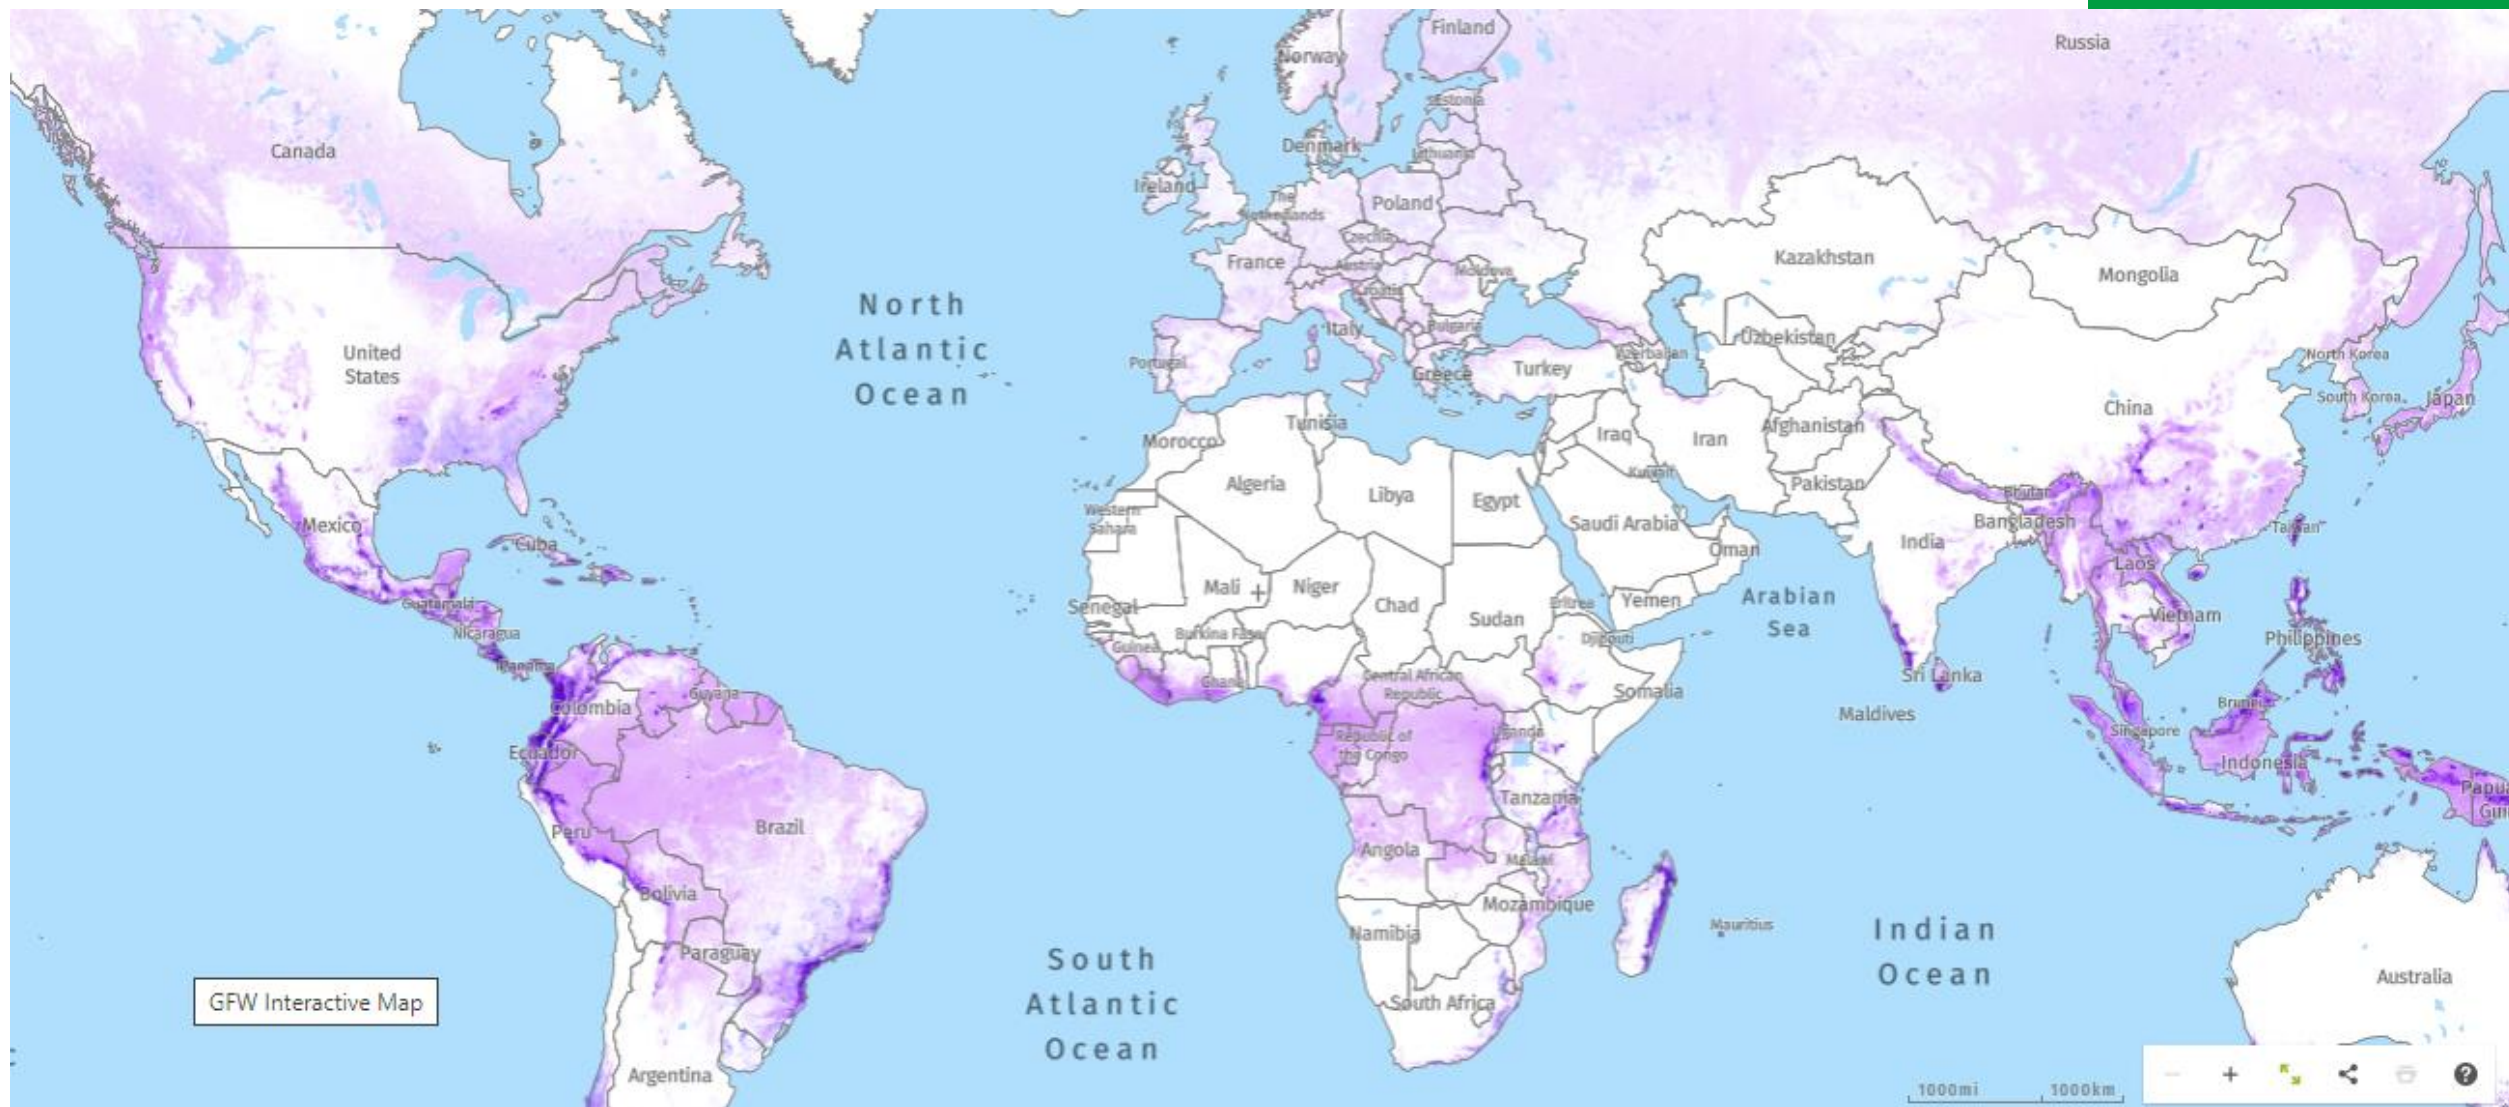 Finland
Norway
Russia
Estonia
Canada
Denmark
Lithuania
Ireland
The
Netherlands
Poland
Czechia
France
Austria
Moldova
Kazakhstan
Mongolia
Croatia
North
Atlantic
Ocean
Italy
Bulgaria
United
States
Portugal
Greece
Turkey
Azerbaijan
Uzbekistan
North Korea
South Korea
Japan
China
Tunisia
Morocco
Iraq
Iran
Afghanistan
Kuwait
Pakistan
Algeria
Libya
Egypt
Western
Sahara
Saudi Arabia
Bhutan
Bangladesh
Taiwan
Mexico
Cuba
India
Oman
Laos
Mali
Niger
Chad
Sudan
Eritrea
Yemen
Arabian
Sea
Guatemala
Nicaragua
Senegal
Burkina Faso
Guinea
Djibouti
Vietnam
Philippines
Panama
Ghana
Central African
Republic
Somalia
Sri Lanka
Maldives
Guyana
Colombia
Ecuador
Republic of
the Congo
Uganda
Brunei
Singapore
Indonesia
Papua
Tanzania
Peru
Brazil
Angola
Malawi
Bolivia
Mozambique
Namibia
Mauritius
Paraguay
South
Atlantic
Ocean
Indian
Ocean
Australia
GFW Interactive Map
South Africa
Argentina
1000mi
1000km